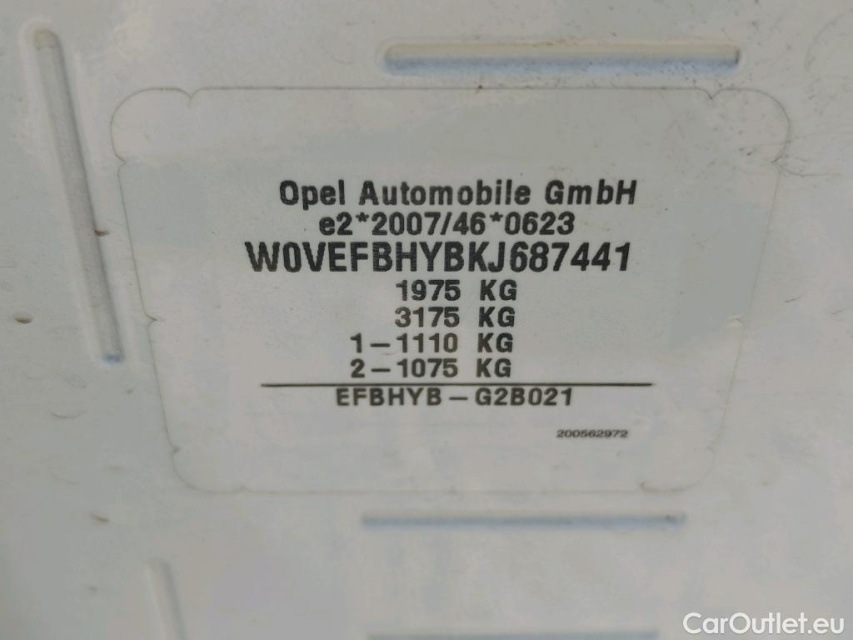 Opel Automobile GmbH
e2*2007/46*0623
W0VEFBHYBKJ687441
1975 KG
3175 KG
1-1110 KG
2-1075 KG
EFBHYB-G2B021
200562972
CarOutlet.eu